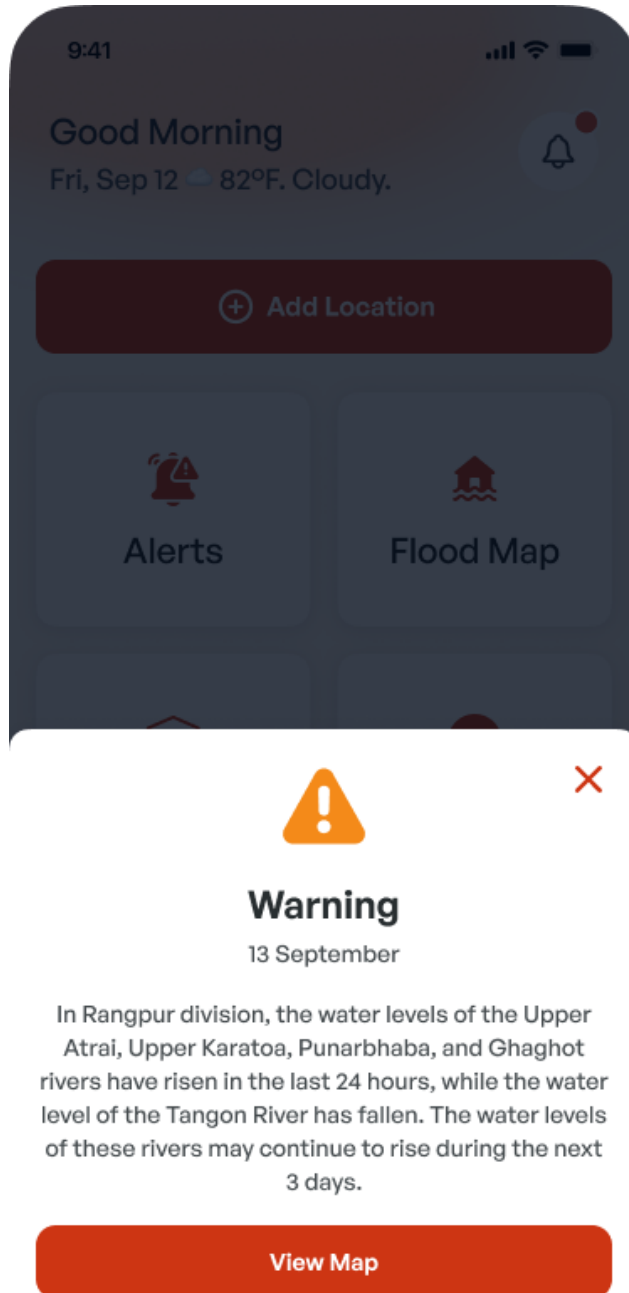 9:41
Good Morning
Fri, Sep 12 82°F. Cloudy.
Add Location
Alerts
Flood Map
Warning
13 September
In Rangpur division, the water levels of the Upper
Atrai, Upper Karatoa, Punarbhaba, and Ghaghot
rivers have risen in the last 24 hours, while the water
level of the Tangon River has fallen. The water levels
of these rivers may continue to rise during the next
3 days.
View Map